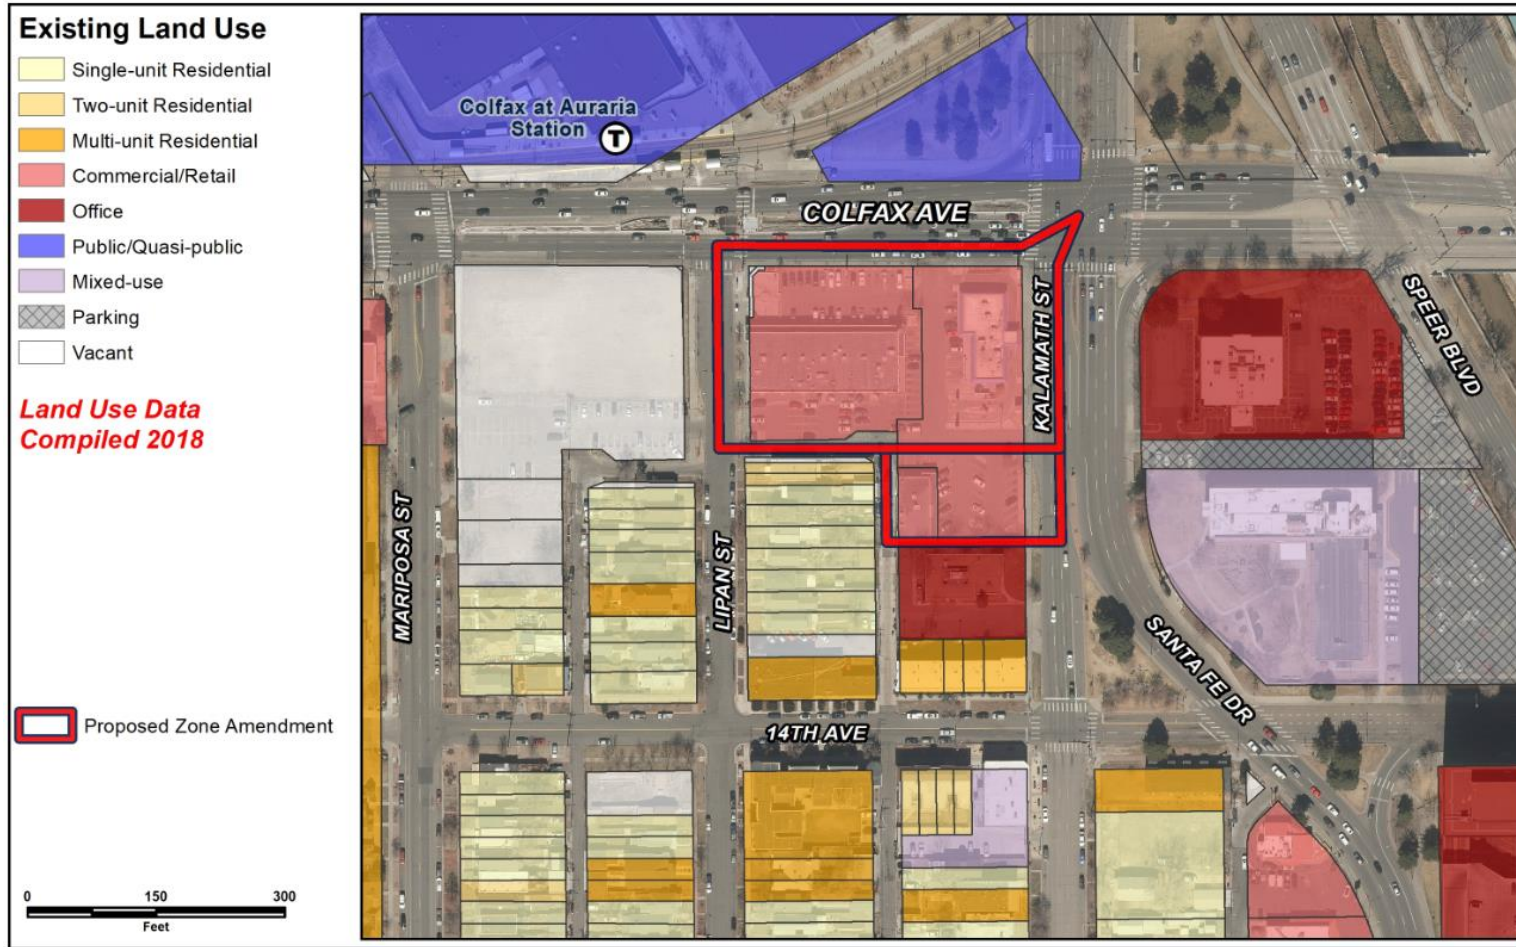 Existing Land Use
Single-unit Residential
Two-unit Residential
Multi-unit Residential
Commercial/Retail
Office
Public/Quasi-public
Mixed-use
Parking
Vacant
Land Use Data
Compiled 2018
Proposed Zone Amendment
0 150 300
Feet
Colfax at Auraria
Station T
COLFAX AVE
KALAMATH ST
SPEER BLVD
MARIPOSA ST
LIPAN ST
SANTA FE DR
14TH AVE